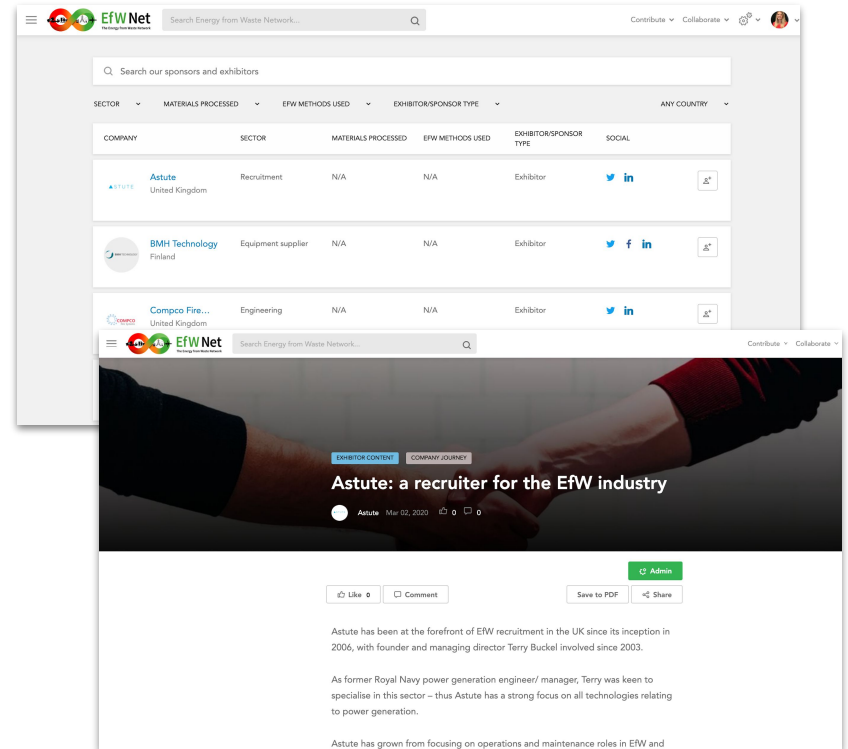 EfW Net
The Energy from Waste Network
Search Energy from Waste Network...
Contribute Collaborate
Search our sponsors and exhibitors
SECTOR MATERIALS PROCESSED EFW METHODS USED EXHIBITOR/SPONSOR TYPE ANY COUNTRY
COMPANY SECTOR MATERIALS PROCESSED EFW METHODS USED EXHIBITOR/SPONSOR
TYPE SOCIAL
ASTUTE
Astute Recruitment N/A N/A Exhibitor
United Kingdom
BMH Technology Equipment supplier N/A N/A Exhibitor
Finland
COMPCO
Compco Fire... Engineering N/A N/A Exhibitor
United Kingdom
EfW Net
The Energy from Waste Network
Search Energy from Waste Network...
Contribute Collaborate
EXHIBITOR CONTENT COMPANY JOURNEY
Astute: a recruiter for the EfW industry
Astute Mar 02, 2020 0 0
Admin
Like 0 Comment Save to PDF Share
Astute has been at the forefront of EfW recruitment in the UK since its inception in
2006, with founder and managing director Terry Buckel involved since 2003.
As former Royal Navy power generation engineer/ manager, Terry was keen to
specialise in this sector – thus Astute has a strong focus on all technologies relating
to power generation.
Astute has grown from focusing on operations and maintenance roles in EfW and